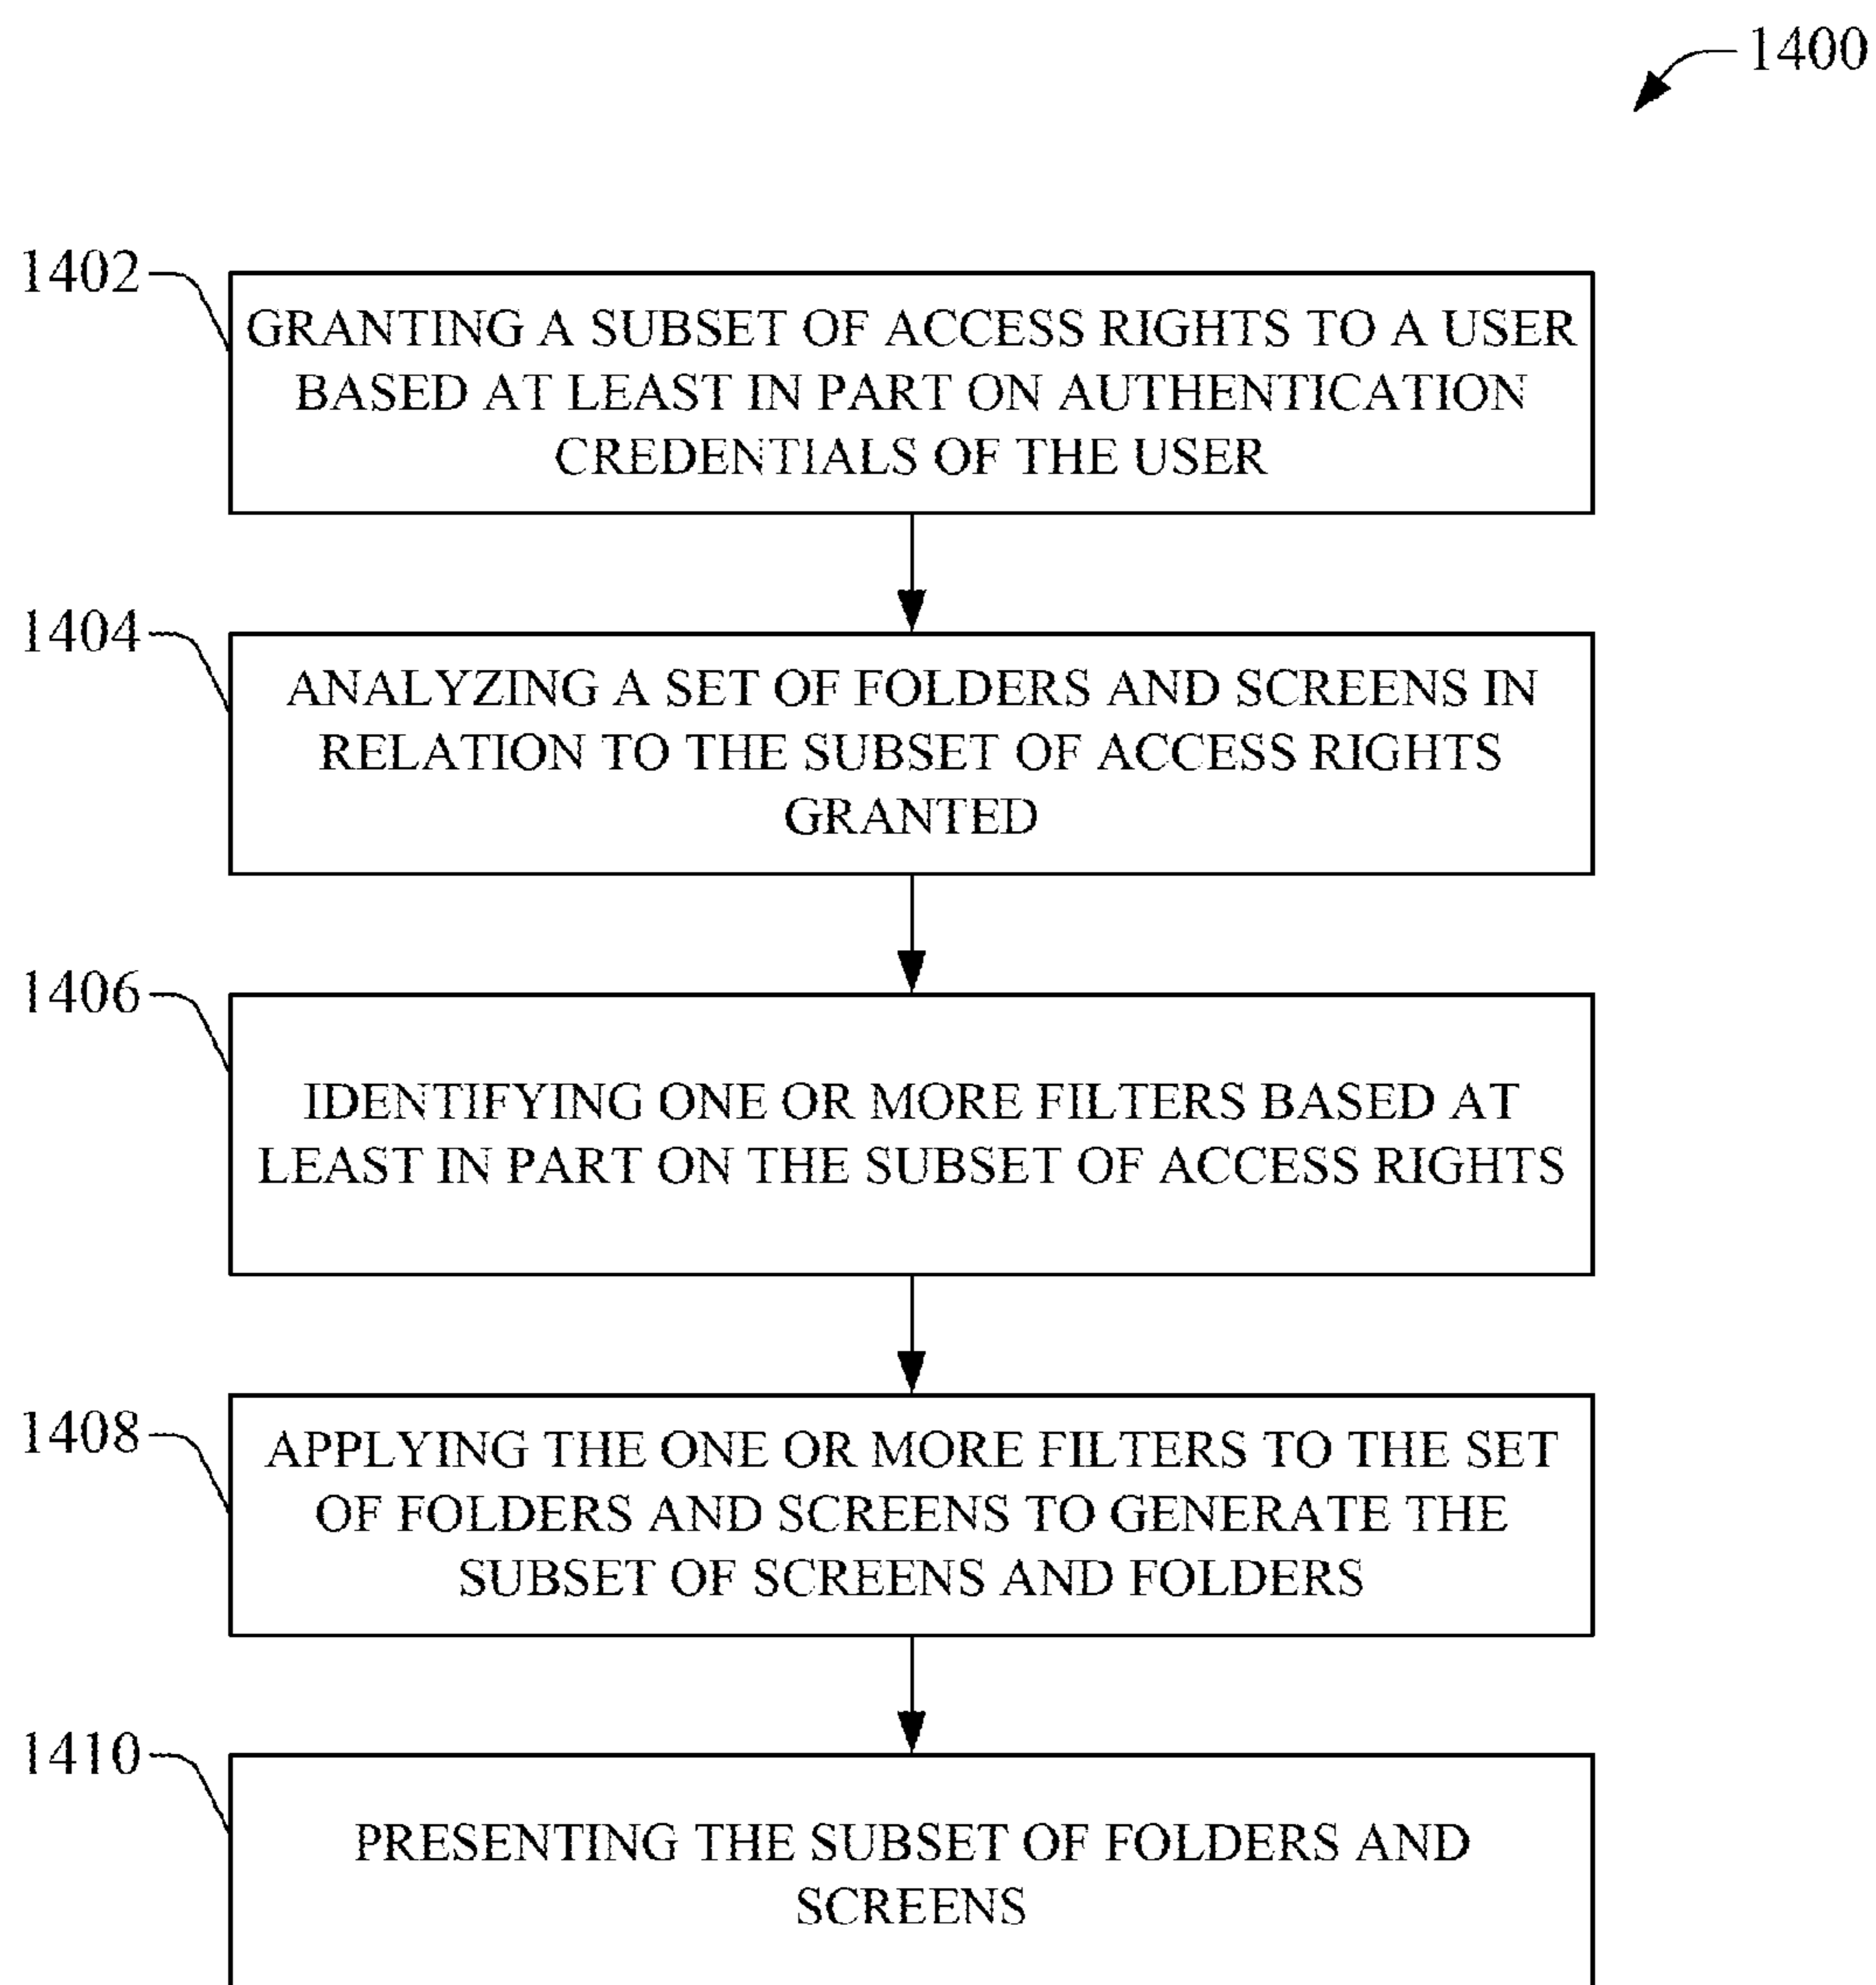 1400
1402
GRANTING A SUBSET OF ACCESS RIGHTS TO A USER
BASED AT LEAST IN PART ON AUTHENTICATION
CREDENTIALS OF THE USER
1404
ANALYZING A SET OF FOLDERS AND SCREENS IN
RELATION TO THE SUBSET OF ACCESS RIGHTS
GRANTED
1406
IDENTIFYING ONE OR MORE FILTERS BASED AT
LEAST IN PART ON THE SUBSET OF ACCESS RIGHTS
1408
APPLYING THE ONE OR MORE FILTERS TO THE SET
OF FOLDERS AND SCREENS TO GENERATE THE
SUBSET OF SCREENS AND FOLDERS
1410
PRESENTING THE SUBSET OF FOLDERS AND
SCREENS